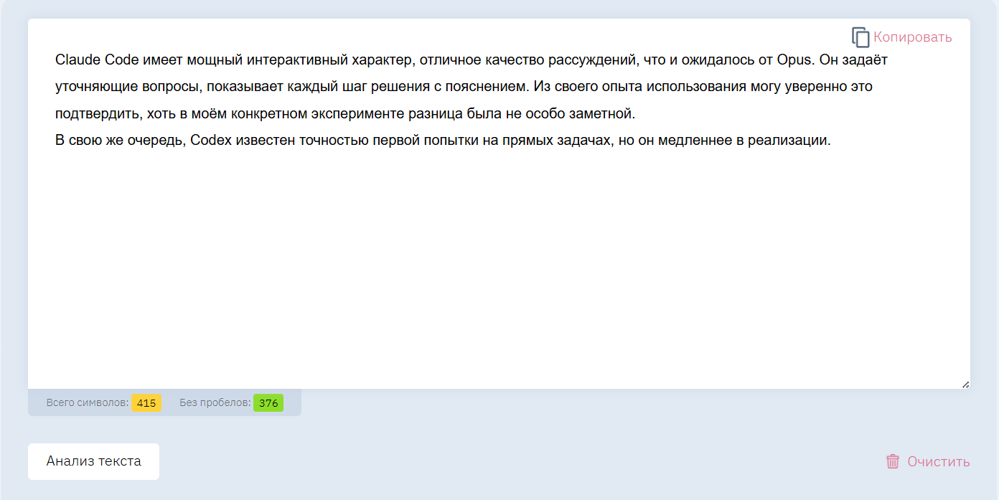 Копировать
Claude Code имеет мощный интерактивный характер, отличное качество рассуждений, что и ожидалось от Opus. Он задаёт
уточняющие вопросы, показывает каждый шаг решения с пояснением. Из своего опыта использования могу уверенно это
подтвердить, хоть в моём конкретном эксперименте разница была не особо заметной.
В свою же очередь, Codex известен точностью первой попытки на прямых задачах, но он медленнее в реализации.
Всего символов: 415 Без пробелов: 376
Анализ текста Очистить